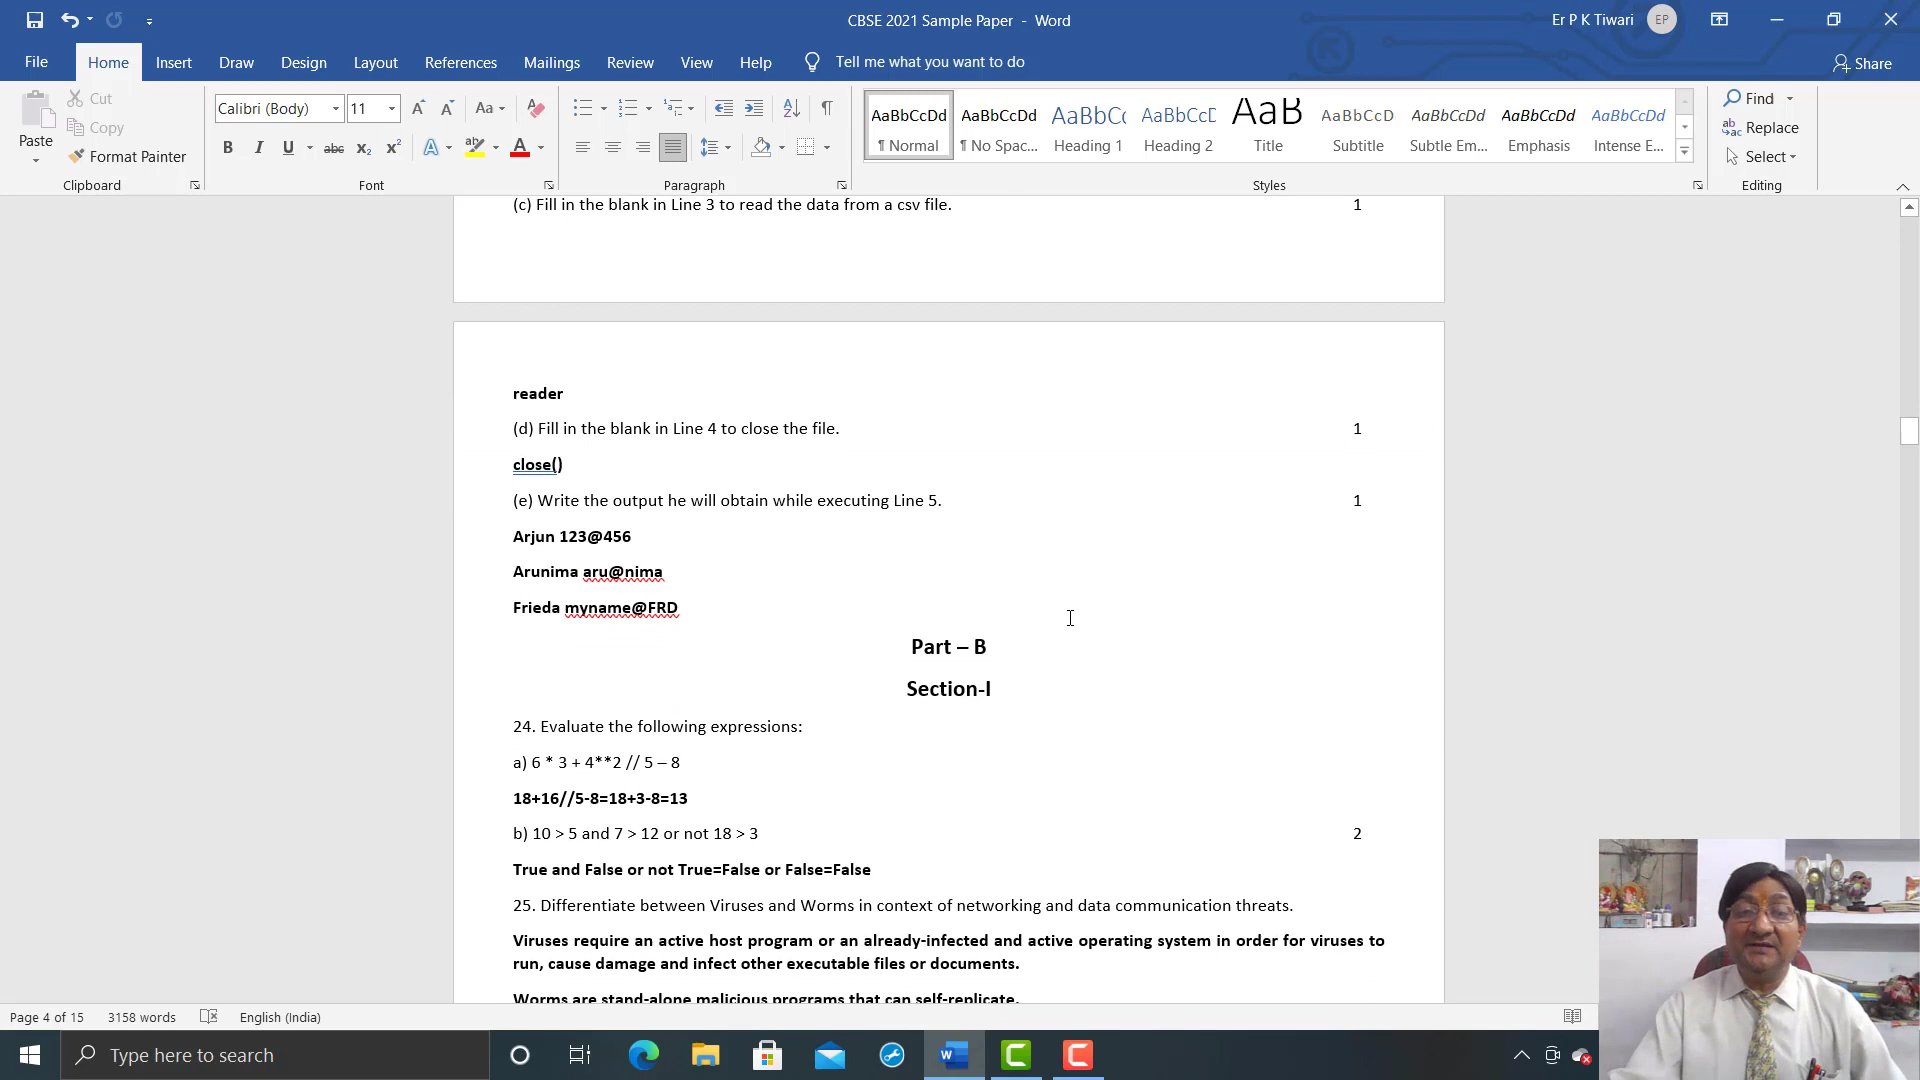 CBSE 2021 Sample Paper - Word
Er P K Tiwari
EP
File
Home
Insert
Draw
Design
Layout
References
Mailings
Review
View
Help
Tell me what you want to do
Share
Paste
Cut
Copy
Format Painter
Clipboard
Calibri (Body)
11
Font
Paragraph
AaBbCcDd
¶ Normal
AaBbCcDd
¶ No Spac...
AaBbC
Heading 1
AaBbCcD
Heading 2
AaB
Title
AaBbCcD
Subtitle
AaBbCcDd
Subtle Em...
AaBbCcDd
Emphasis
AaBbCcDd
Intense E...
Styles
Find
Replace
Select
Editing
(c) Fill in the blank in Line 3 to read the data from a csv file. 1
reader
(d) Fill in the blank in Line 4 to close the file. 1
close()
(e) Write the output he will obtain while executing Line 5. 1
Arjun 123@456
Arunima aru@nima
Frieda myname@FRD
Part – B
Section-I
24. Evaluate the following expressions:
a) 6 * 3 + 4**2 // 5 – 8
18+16//5-8=18+3-8=13
b) 10 > 5 and 7 > 12 or not 18 > 3 2
True and False or not True=False or False=False
25. Differentiate between Viruses and Worms in context of networking and data communication threats.
Viruses require an active host program or an already-infected and active operating system in order for viruses to
run, cause damage and infect other executable files or documents.
Worms are stand-alone malicious programs that can self-replicate.
Page 4 of 15
3158 words
English (India)
Type here to search